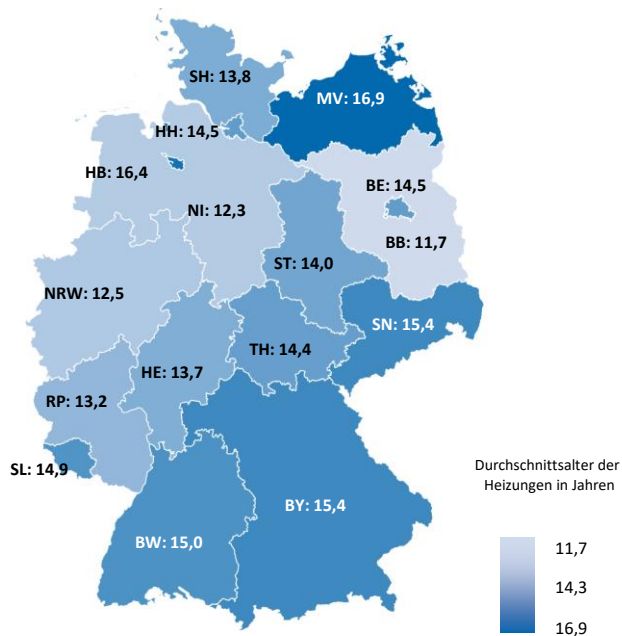 SH: 13,8
MV: 16,9
HH: 14,5
HB: 16,4
BE: 14,5
NI: 12,3
BB: 11,7
ST: 14,0
NRW: 12,5
SN: 15,4
TH: 14,4
HE: 13,7
RP: 13,2
SL: 14,9
BY: 15,4
BW: 15,0
Durchschnittsalter der
Heizungen in Jahren
11,7
14,3
16,9